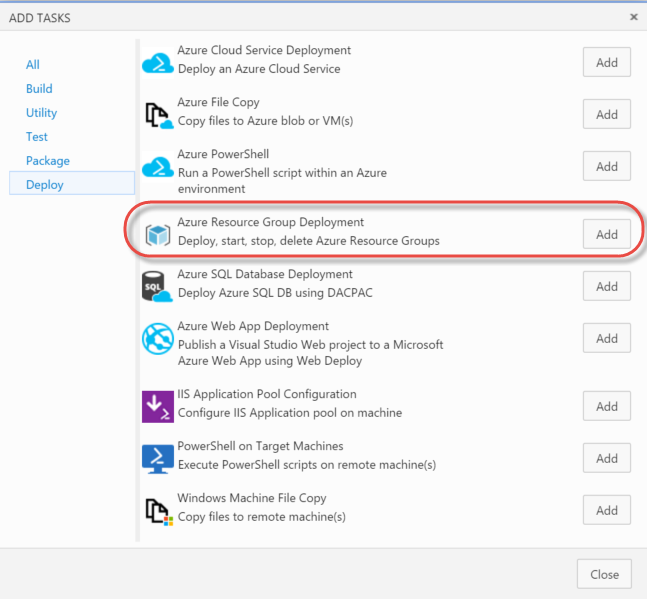 ADD TASKS
×
All
Build
Utility
Test
Package
Deploy
Azure Cloud Service Deployment
Deploy an Azure Cloud Service
Add
Azure File Copy
Copy files to Azure blob or VM(s)
Add
Azure PowerShell
Run a PowerShell script within an Azure
environment
Add
Azure Resource Group Deployment
Deploy, start, stop, delete Azure Resource Groups
Add
SQL
Azure SQL Database Deployment
Deploy Azure SQL DB using DACPAC
Add
Azure Web App Deployment
Publish a Visual Studio Web project to a Microsoft
Azure Web App using Web Deploy
Add
IIS Application Pool Configuration
Configure IIS Application pool on machine
Add
PowerShell on Target Machines
Execute PowerShell scripts on remote machine(s)
Add
Windows Machine File Copy
Copy files to remote machine(s)
Add
Close